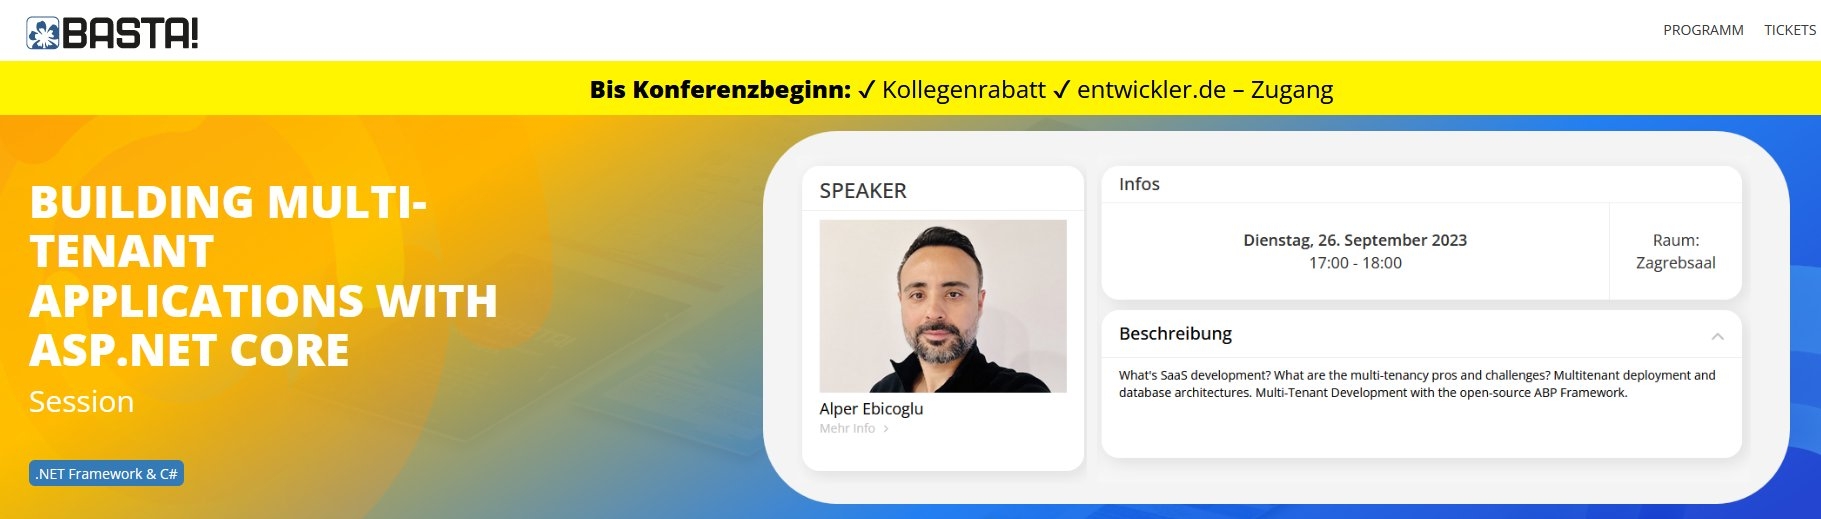 BASTA!
PROGRAMM
TICKETS
Bis Konferenzbeginn: ✓ Kollegenrabatt ✓ entwickler.de – Zugang
BUILDING MULTI-
TENANT
APPLICATIONS WITH
ASP.NET CORE
Session
.NET Framework & C#
SPEAKER
Alper Ebicoglu
Mehr Info >
Infos
Dienstag, 26. September 2023
17:00 - 18:00
Raum:
Zagrebsaal
Beschreibung
What's SaaS development? What are the multi-tenancy pros and challenges? Multitenant deployment and
database architectures. Multi-Tenant Development with the open-source ABP Framework.